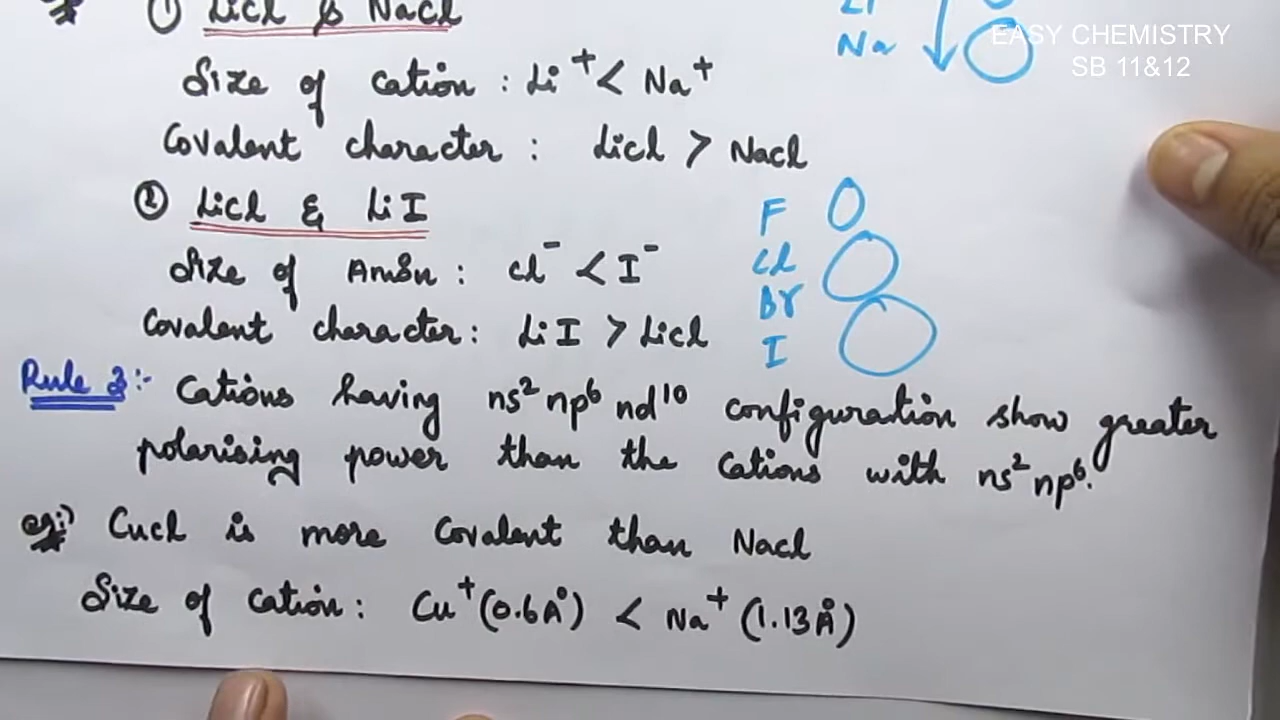 ① LiCl & NaCl
Li
Na
EASY CHEMISTRY
SB 11&12
Size of cation : Li⁺ < Na⁺
Covalent character : LiCl > NaCl
② LiCl & LiI
Size of Anion : Cl⁻ < I⁻
Covalent character : LiI > LiCl
F
Cl
Br
I
Rule 3:-
Cations having ns² np⁶ nd¹⁰ configuration show greater
polarising power than the cations with ns² np⁶.
eg:) CuCl is more covalent than NaCl
Size of cation : Cu⁺ (0.6Å) < Na⁺ (1.13Å)